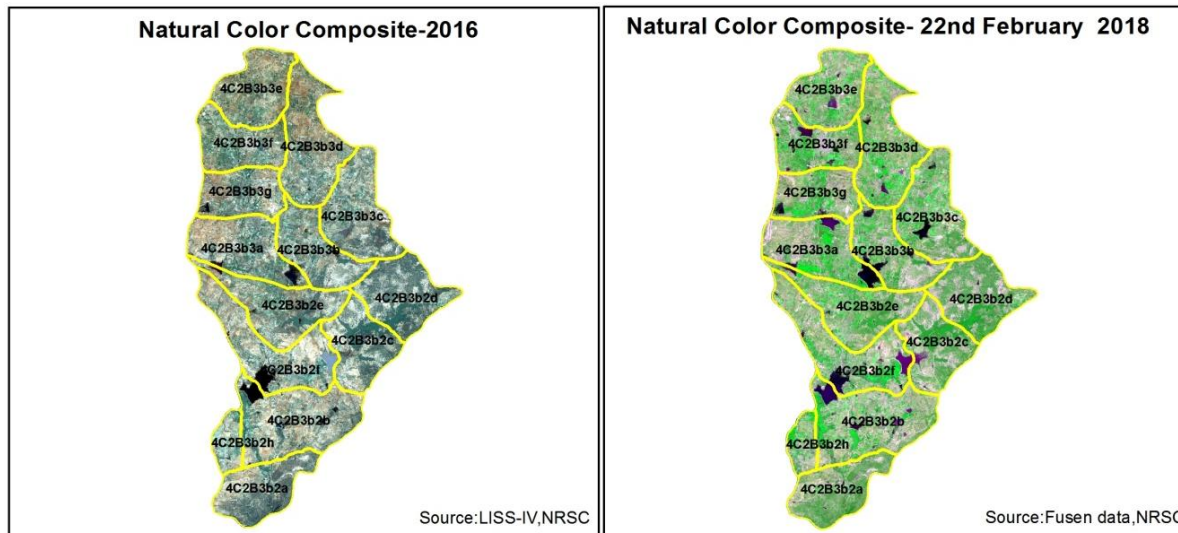 Natural Color Composite-2016
4C2B3b3e
4C2B3b3f
4C2B3b3d
4C2B3b3g
4C2B3b3c
4C2B3b3a
4C2B3b3b
4C2B3b2d
4C2B3b2e
4C2B3b2c
4C2B3b2f
4C2B3b2b
4C2B3b2h
4C2B3b2a
Source:LISS-IV,NRSC
Natural Color Composite- 22nd February 2018
4C2B3b3e
4C2B3b3f
4C2B3b3d
4C2B3b3g
4C2B3b3c
4C2B3b3a
4C2B3b3b
4C2B3b2d
4C2B3b2e
4C2B3b2c
4C2B3b2f
4C2B3b2b
4C2B3b2h
4C2B3b2a
Source:Fusen data,NRSC